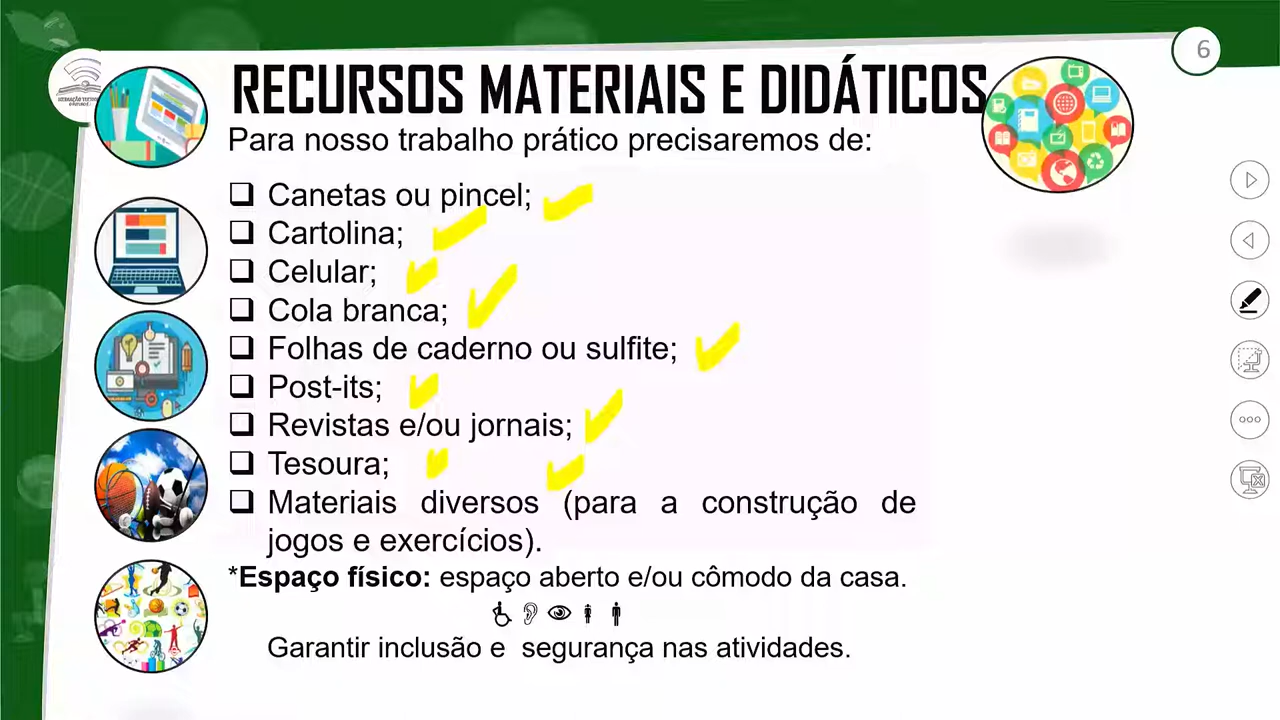 6
RECURSOS MATERIAIS E DIDÁTICOS
Para nosso trabalho prático precisaremos de:
Canetas ou pincel;
Cartolina;
Celular;
Cola branca;
Folhas de caderno ou sulfite;
Post-its;
Revistas e/ou jornais;
Tesoura;
Materiais diversos (para a construção de
jogos e exercícios).
*Espaço físico: espaço aberto e/ou cômodo da casa.
Garantir inclusão e segurança nas atividades.